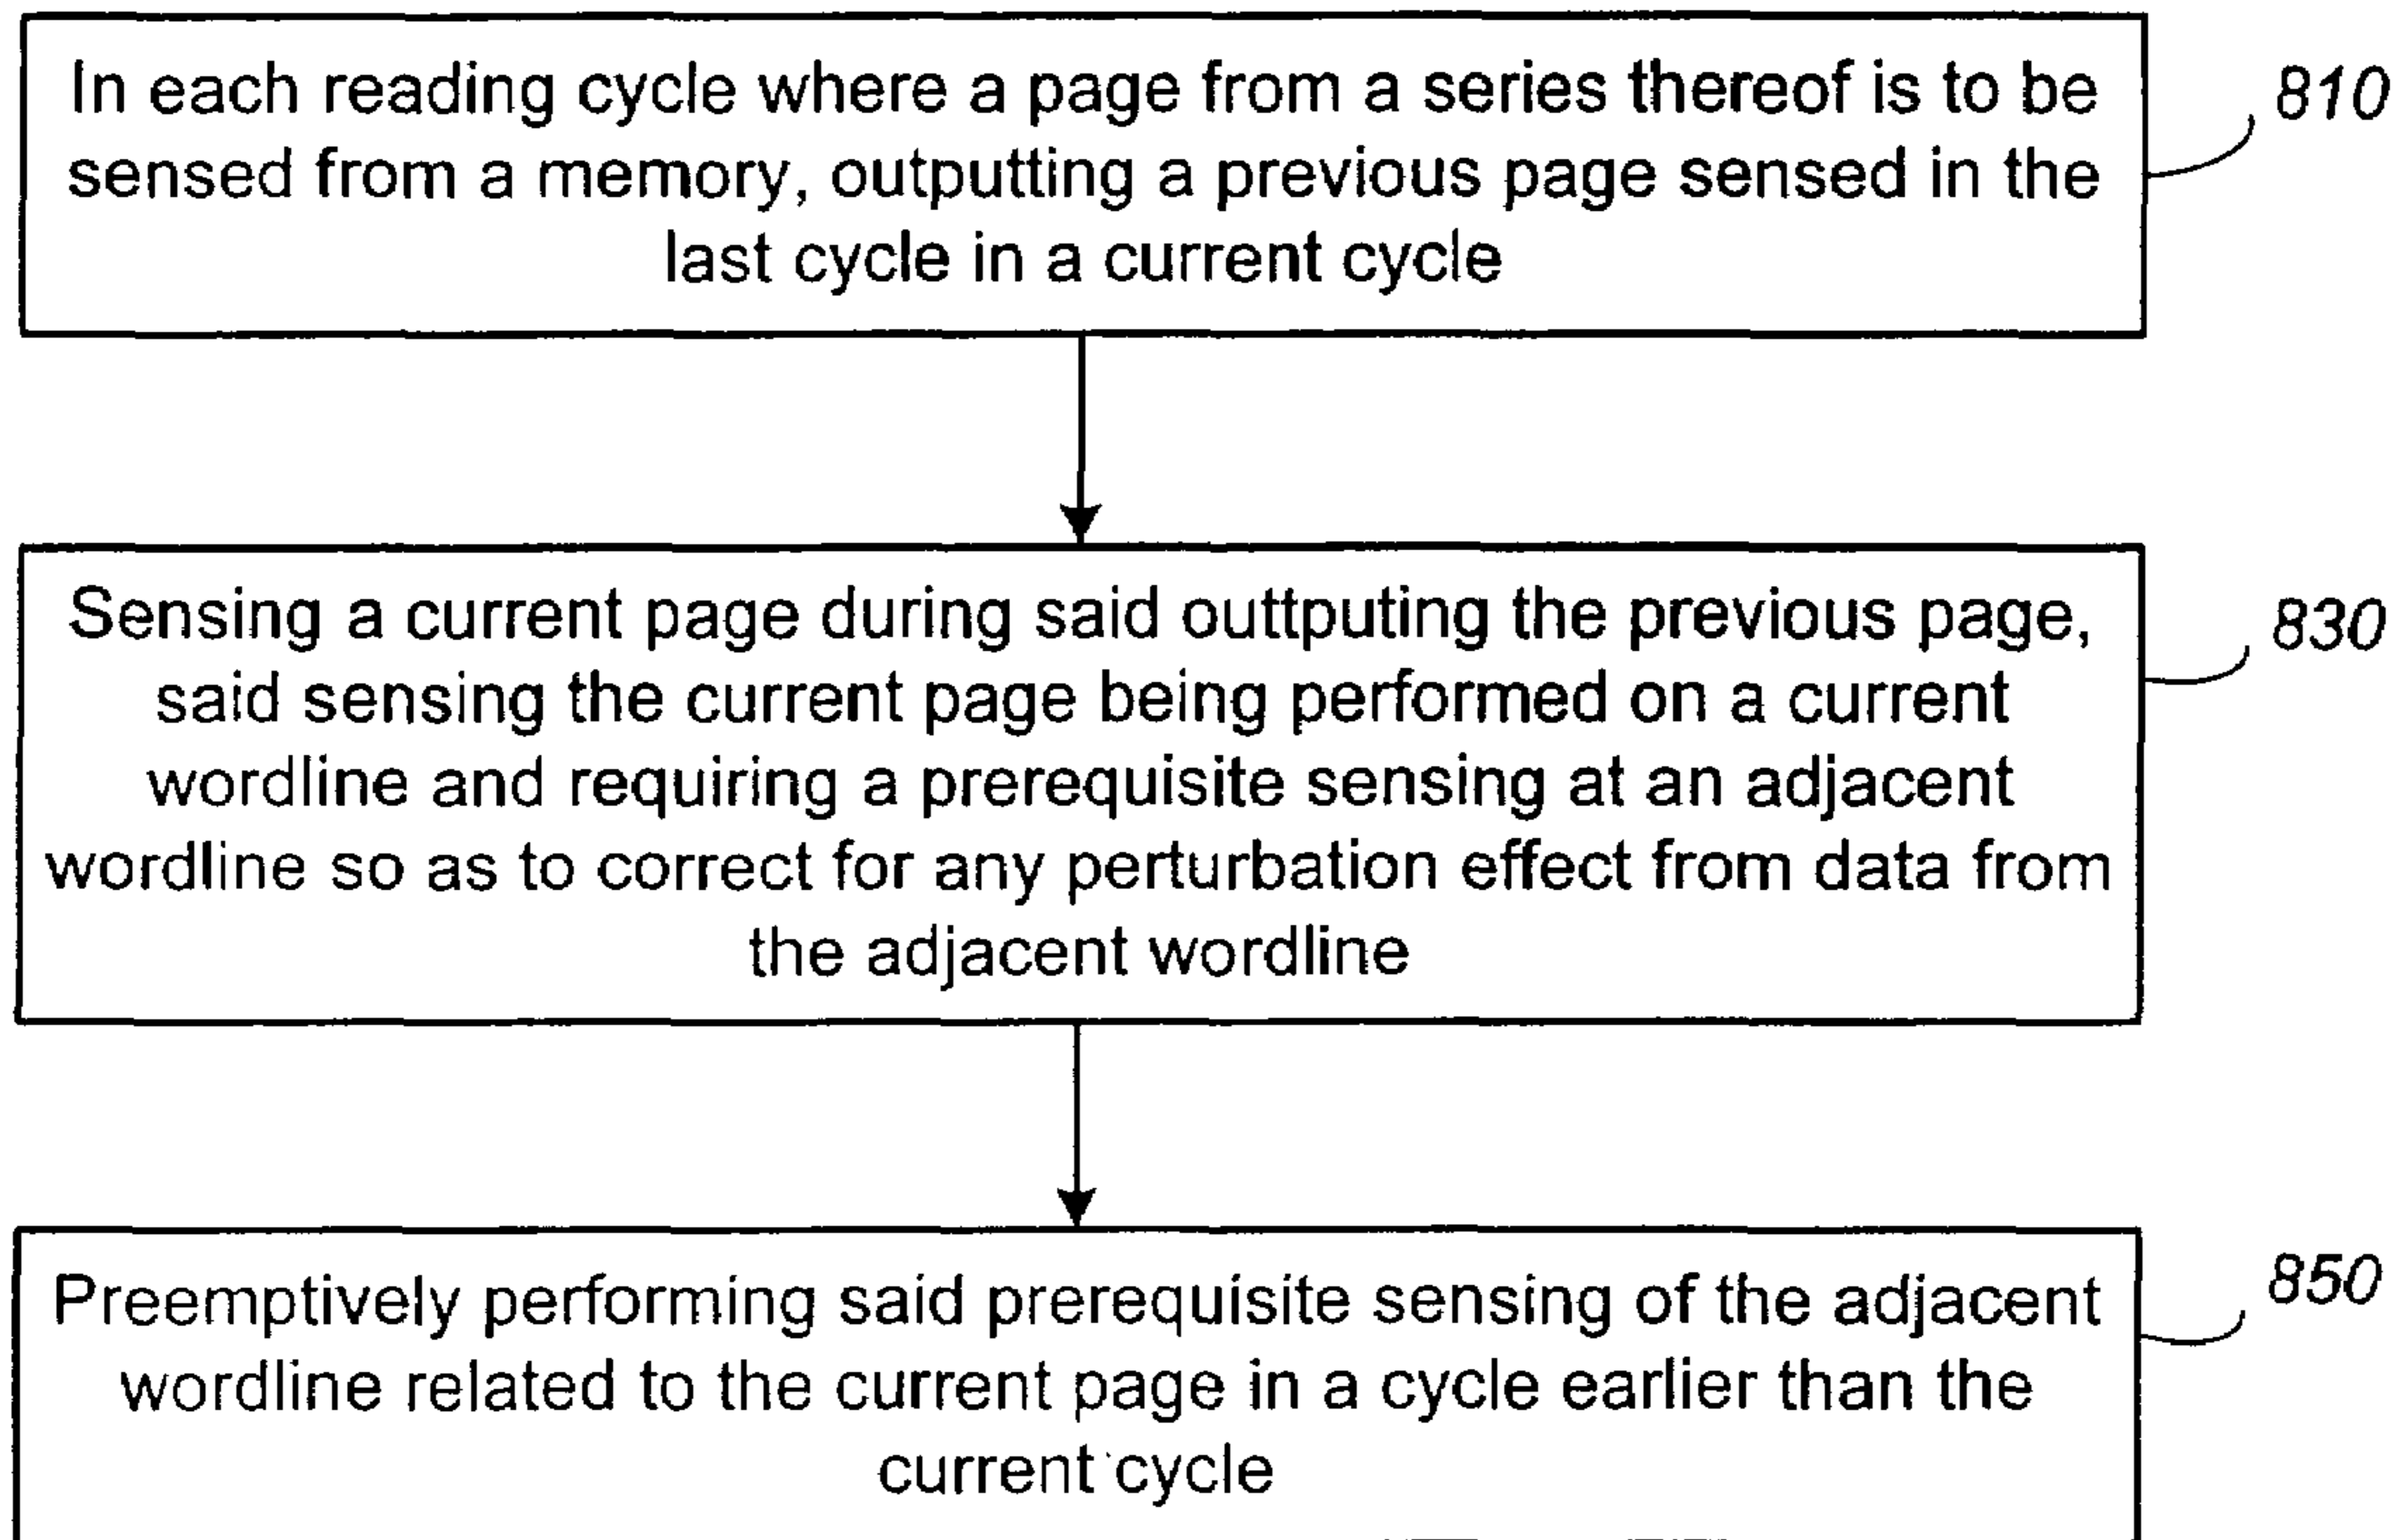 In each reading cycle where a page from a series thereof is to be
sensed from a memory, outputting a previous page sensed in the
last cycle in a current cycle
810
Sensing a current page during said outtputing the previous page,
said sensing the current page being performed on a current
wordline and requiring a prerequisite sensing at an adjacent
wordline so as to correct for any perturbation effect from data from
the adjacent wordline
830
Preemptively performing said prerequisite sensing of the adjacent
wordline related to the current page in a cycle earlier than the
current cycle
850